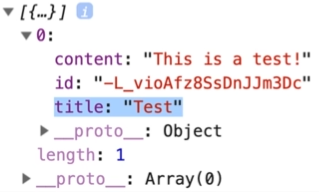 ▼ [{…}] i
▼ 0:
content: "This is a test!"
id: "-L_vioAfz8SsDnJJm3Dc"
title: "Test"
▶ __proto__: Object
length: 1
▶ __proto__: Array(0)